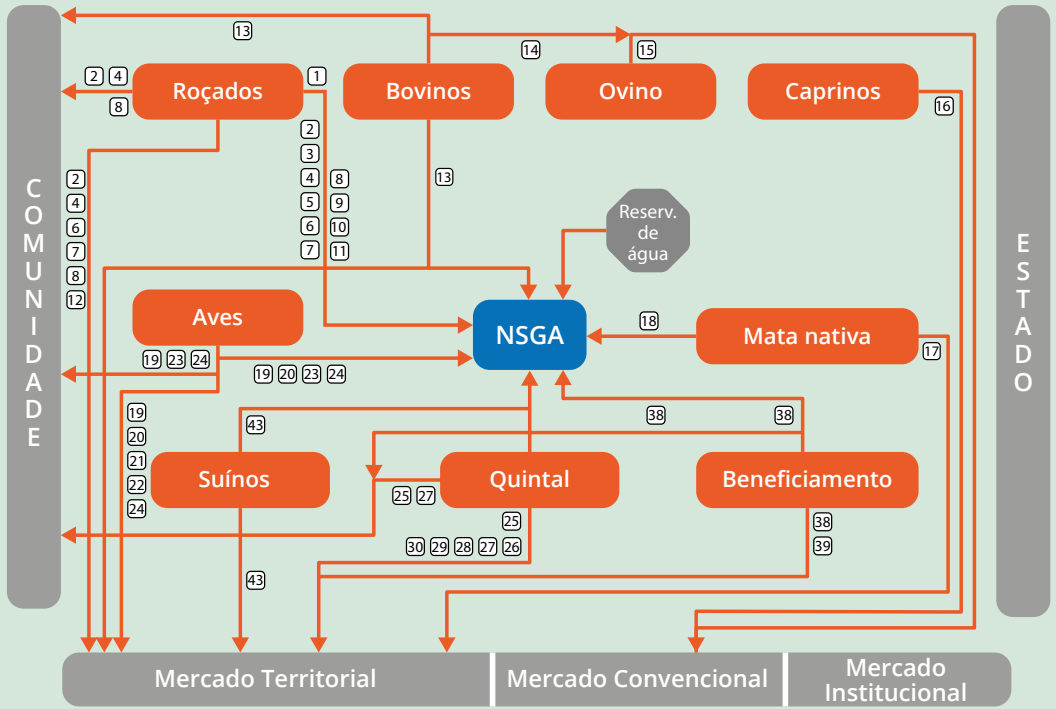 13
14
15
2 4
8
Roçados
1
Bovinos
Ovino
Caprinos
16
COMUNIDADE
2
4
6
7
8
12
2
3
4
5
6
7
8
9
10
11
13
Reserv.
de
água
ESTADO
Aves
NSGA
18
Mata nativa
17
19 23 24
19 20 23 24
19
20
21
22
24
43
38
38
Suínos
Quintal
Beneficiamento
25 27
25
30 29 28 27 26
38
39
43
Mercado Territorial
Mercado Convencional
Mercado
Institucional